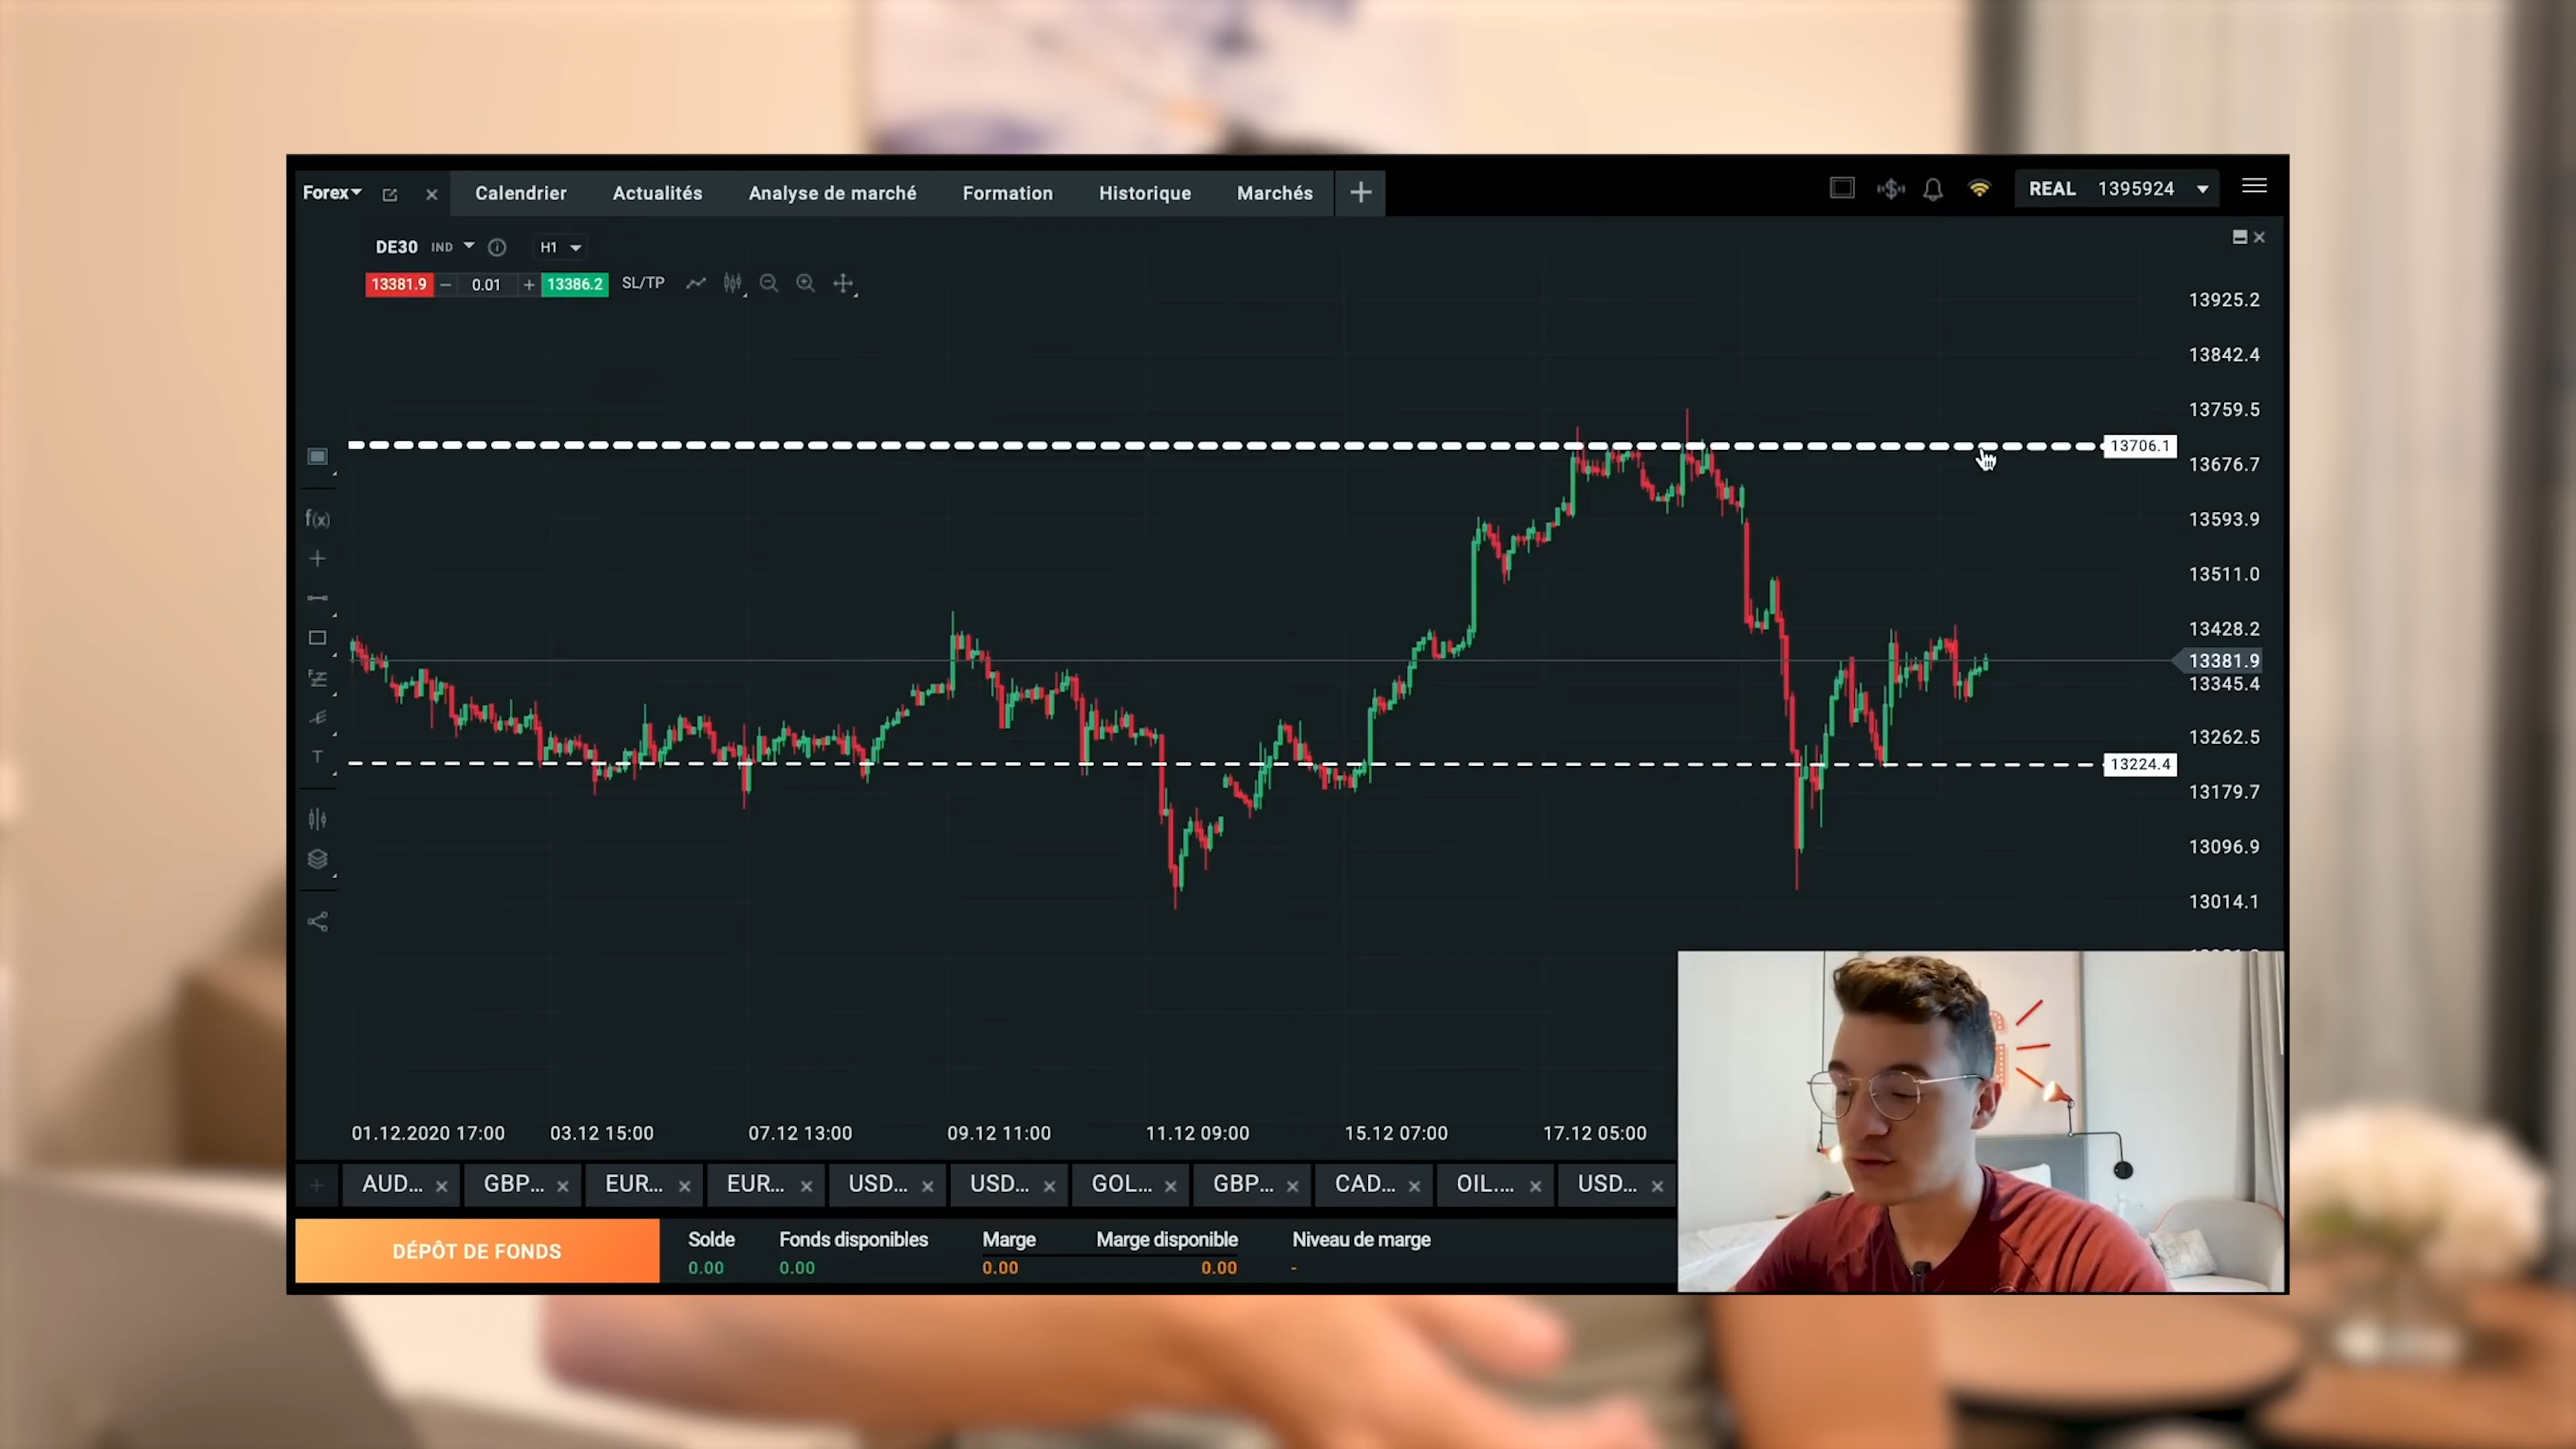 Forex Calendrier Actualités Analyse de marché Formation Historique Marchés REAL 1395924
DE30 IND H1
13381.9 0.01 13386.2 SL/TP
13925.2
13842.4
13759.5
13706.1
13676.7
f(x)
13593.9
13511.0
13428.2
13381.9
13345.4
13262.5
T
13224.4
13179.7
13096.9
13014.1
01.12.2020 17:00 03.12 15:00 07.12 13:00 09.12 11:00 11.12 09:00 15.12 07:00 17.12 05:00
AUD... GBP... EUR... EUR... USD... USD... GOL... GBP... CAD... OIL.... USD...
DÉPÔT DE FONDS
Solde Fonds disponibles Marge Marge disponible Niveau de marge
0.00 0.00 0.00 0.00 -